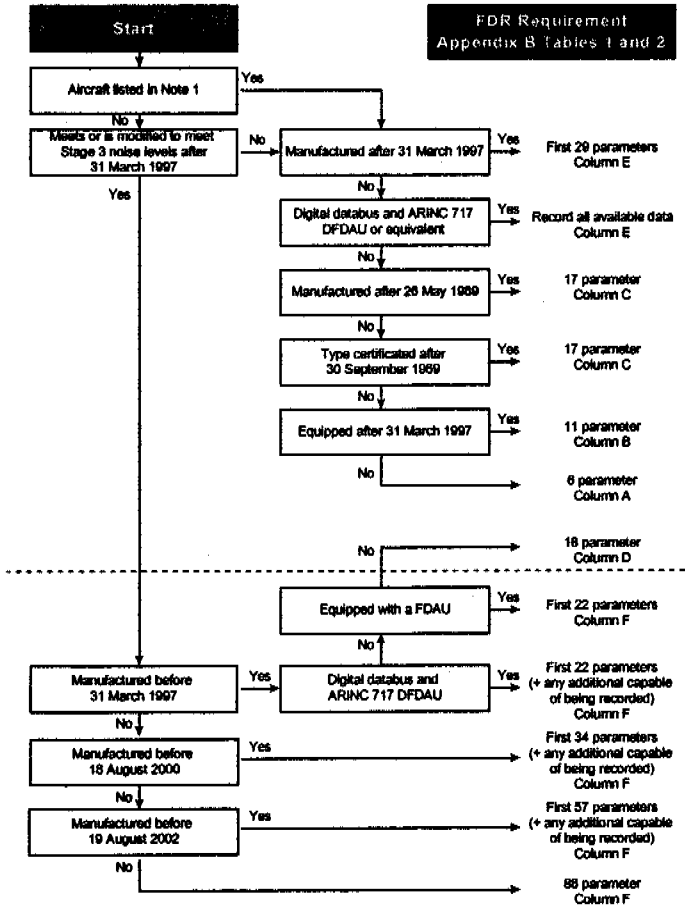 Start
FDR Requirement
Appendix B Tables 1 and 2
Aircraft listed in Note 1
Yes
No
Meets or is modified to meet
Stage 3 noise levels after
31 March 1997
No
Yes
Manufactured after 31 March 1997
Yes
First 29 parameters
Column E
No
Digital databus and ARINC 717
DFDAU or equivalent
Yes
Record all available data
Column E
No
Manufactured after 26 May 1989
Yes
17 parameter
Column C
No
Type certificated after
30 September 1969
Yes
17 parameter
Column C
No
Equipped after 31 March 1997
Yes
11 parameter
Column B
No
6 parameter
Column A
No
18 parameter
Column D
Equipped with a FDAU
Yes
First 22 parameters
Column F
No
Manufactured before
31 March 1997
Yes
Digital databus and
ARINC 717 DFDAU
Yes
First 22 parameters
(+ any additional capable
of being recorded)
Column F
No
Manufactured before
18 August 2000
Yes
First 34 parameters
(+ any additional capable
of being recorded)
Column F
No
Manufactured before
19 August 2002
Yes
First 57 parameters
(+ any additional capable
of being recorded)
Column F
No
88 parameter
Column F